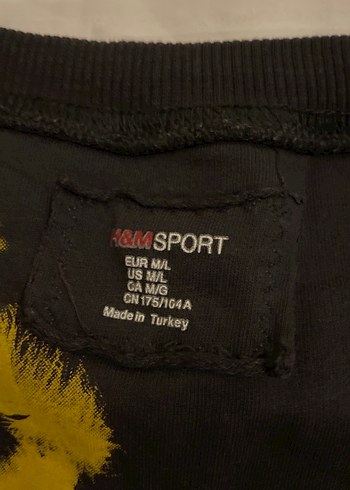 H&M SPORT
EUR M/L
US M/L
CA M/G
CN 175/104A
Made in Turkey